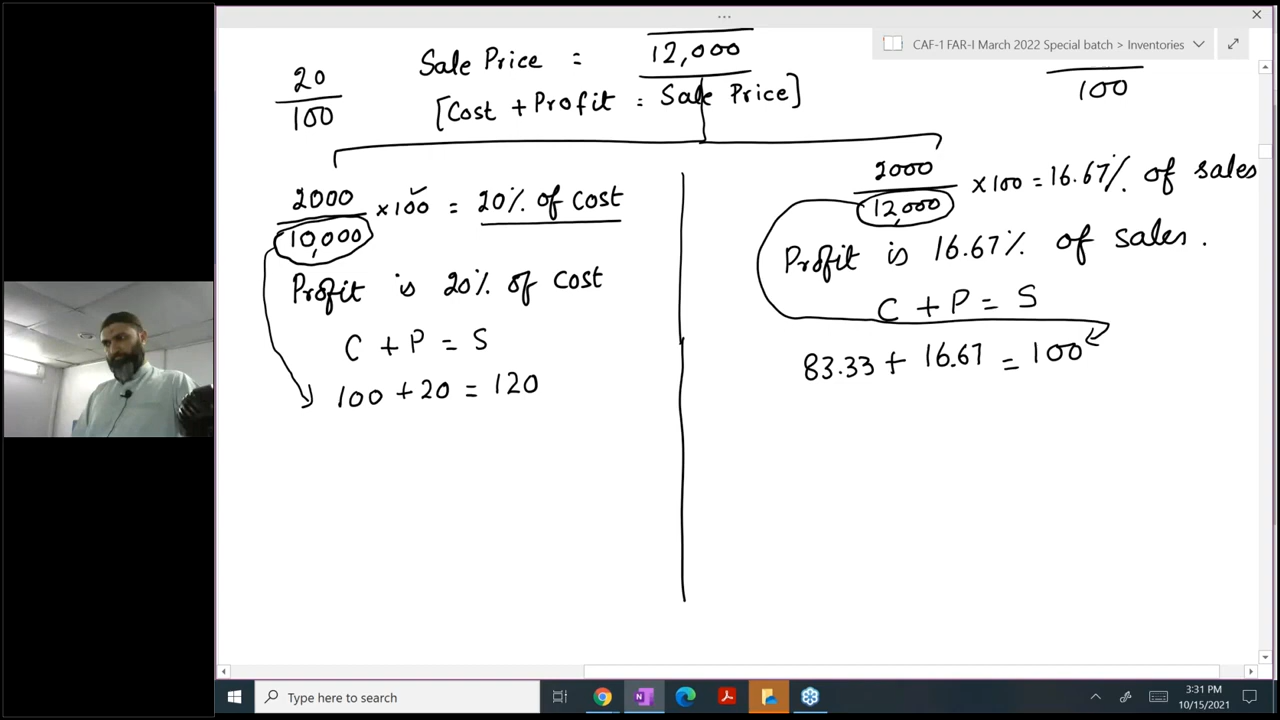 CAF-1 FAR-I March 2022 Special batch > Inventories
Sale Price = 12,000
[Cost + Profit = Sale Price]
20
100
100
2000
10,000
×100 = 20% of cost
Profit is 20% of cost
C + P = S
100 + 20 = 120
2000
12,000
×100 = 16.67% of sales
Profit is 16.67% of sales.
C + P = S
83.33 + 16.67 = 100
Type here to search
3:31 PM
10/15/2021